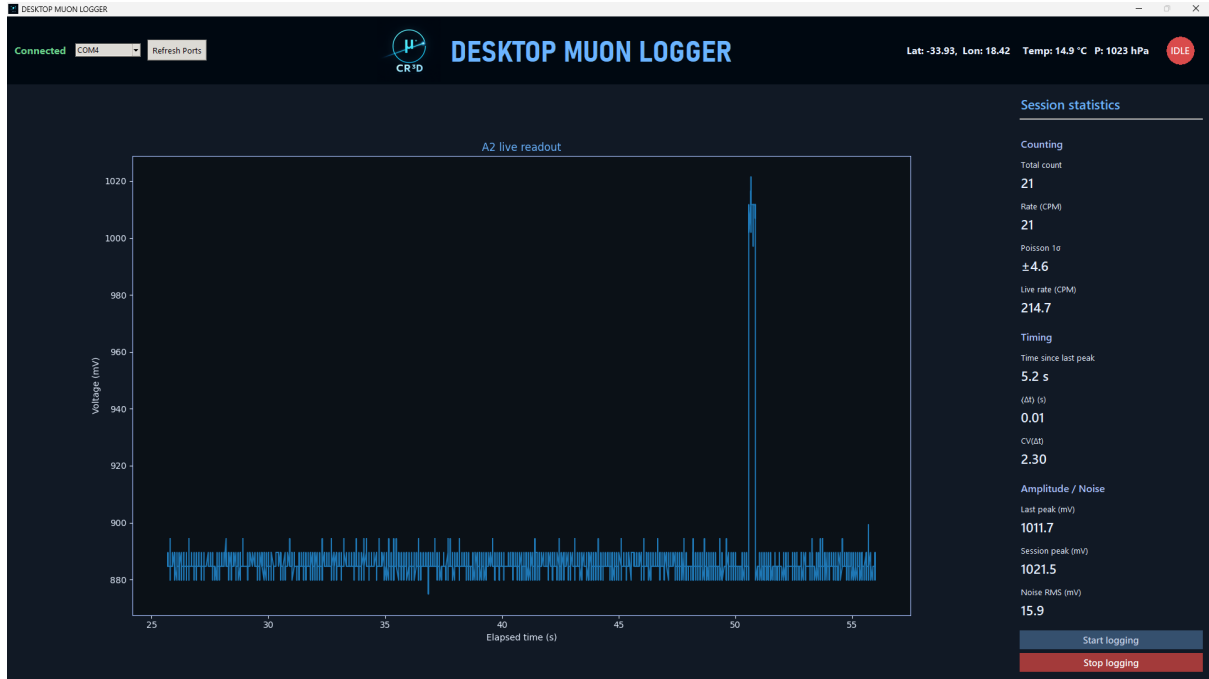 DESKTOP MUON LOGGER
Connected COM4 Refresh Ports
μ⁻
CR³D
DESKTOP MUON LOGGER
Lat: -33.93, Lon: 18.42 Temp: 14.9 °C P: 1023 hPa
IDLE
A2 live readout
1020
1000
980
960
940
920
900
880
Voltage (mV)
25 30 35 40 45 50 55
Elapsed time (s)
Session statistics
Counting
Total count
21
Rate (CPM)
21
Poisson 1σ
±4.6
Live rate (CPM)
214.7
Timing
Time since last peak
5.2 s
⟨Δt⟩ (s)
0.01
CV(Δt)
2.30
Amplitude / Noise
Last peak (mV)
1011.7
Session peak (mV)
1021.5
Noise RMS (mV)
15.9
Start logging
Stop logging